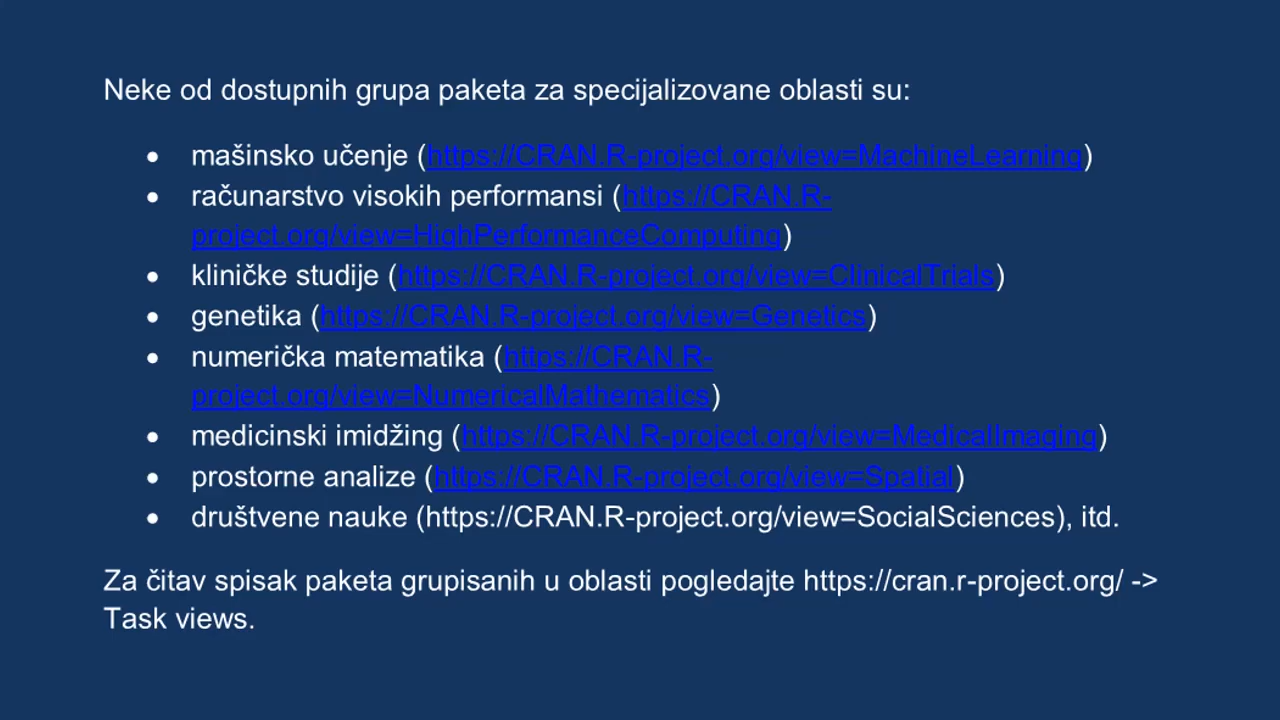 Neke od dostupnih grupa paketa za specijalizovane oblasti su:
• mašinsko učenje (https://CRAN.R-project.org/view=MachineLearning)
• računarstvo visokih performansi (https://CRAN.R-
project.org/view=HighPerformanceComputing)
• kliničke studije (https://CRAN.R-project.org/view=ClinicalTrials)
• genetika (https://CRAN.R-project.org/view=Genetics)
• numerička matematika (https://CRAN.R-
project.org/view=NumericalMathematics)
• medicinski imidžing (https://CRAN.R-project.org/view=MedicalImaging)
• prostorne analize (https://CRAN.R-project.org/view=Spatial)
• društvene nauke (https://CRAN.R-project.org/view=SocialSciences), itd.
Za čitav spisak paketa grupisanih u oblasti pogledajte https://cran.r-project.org/ ->
Task views.